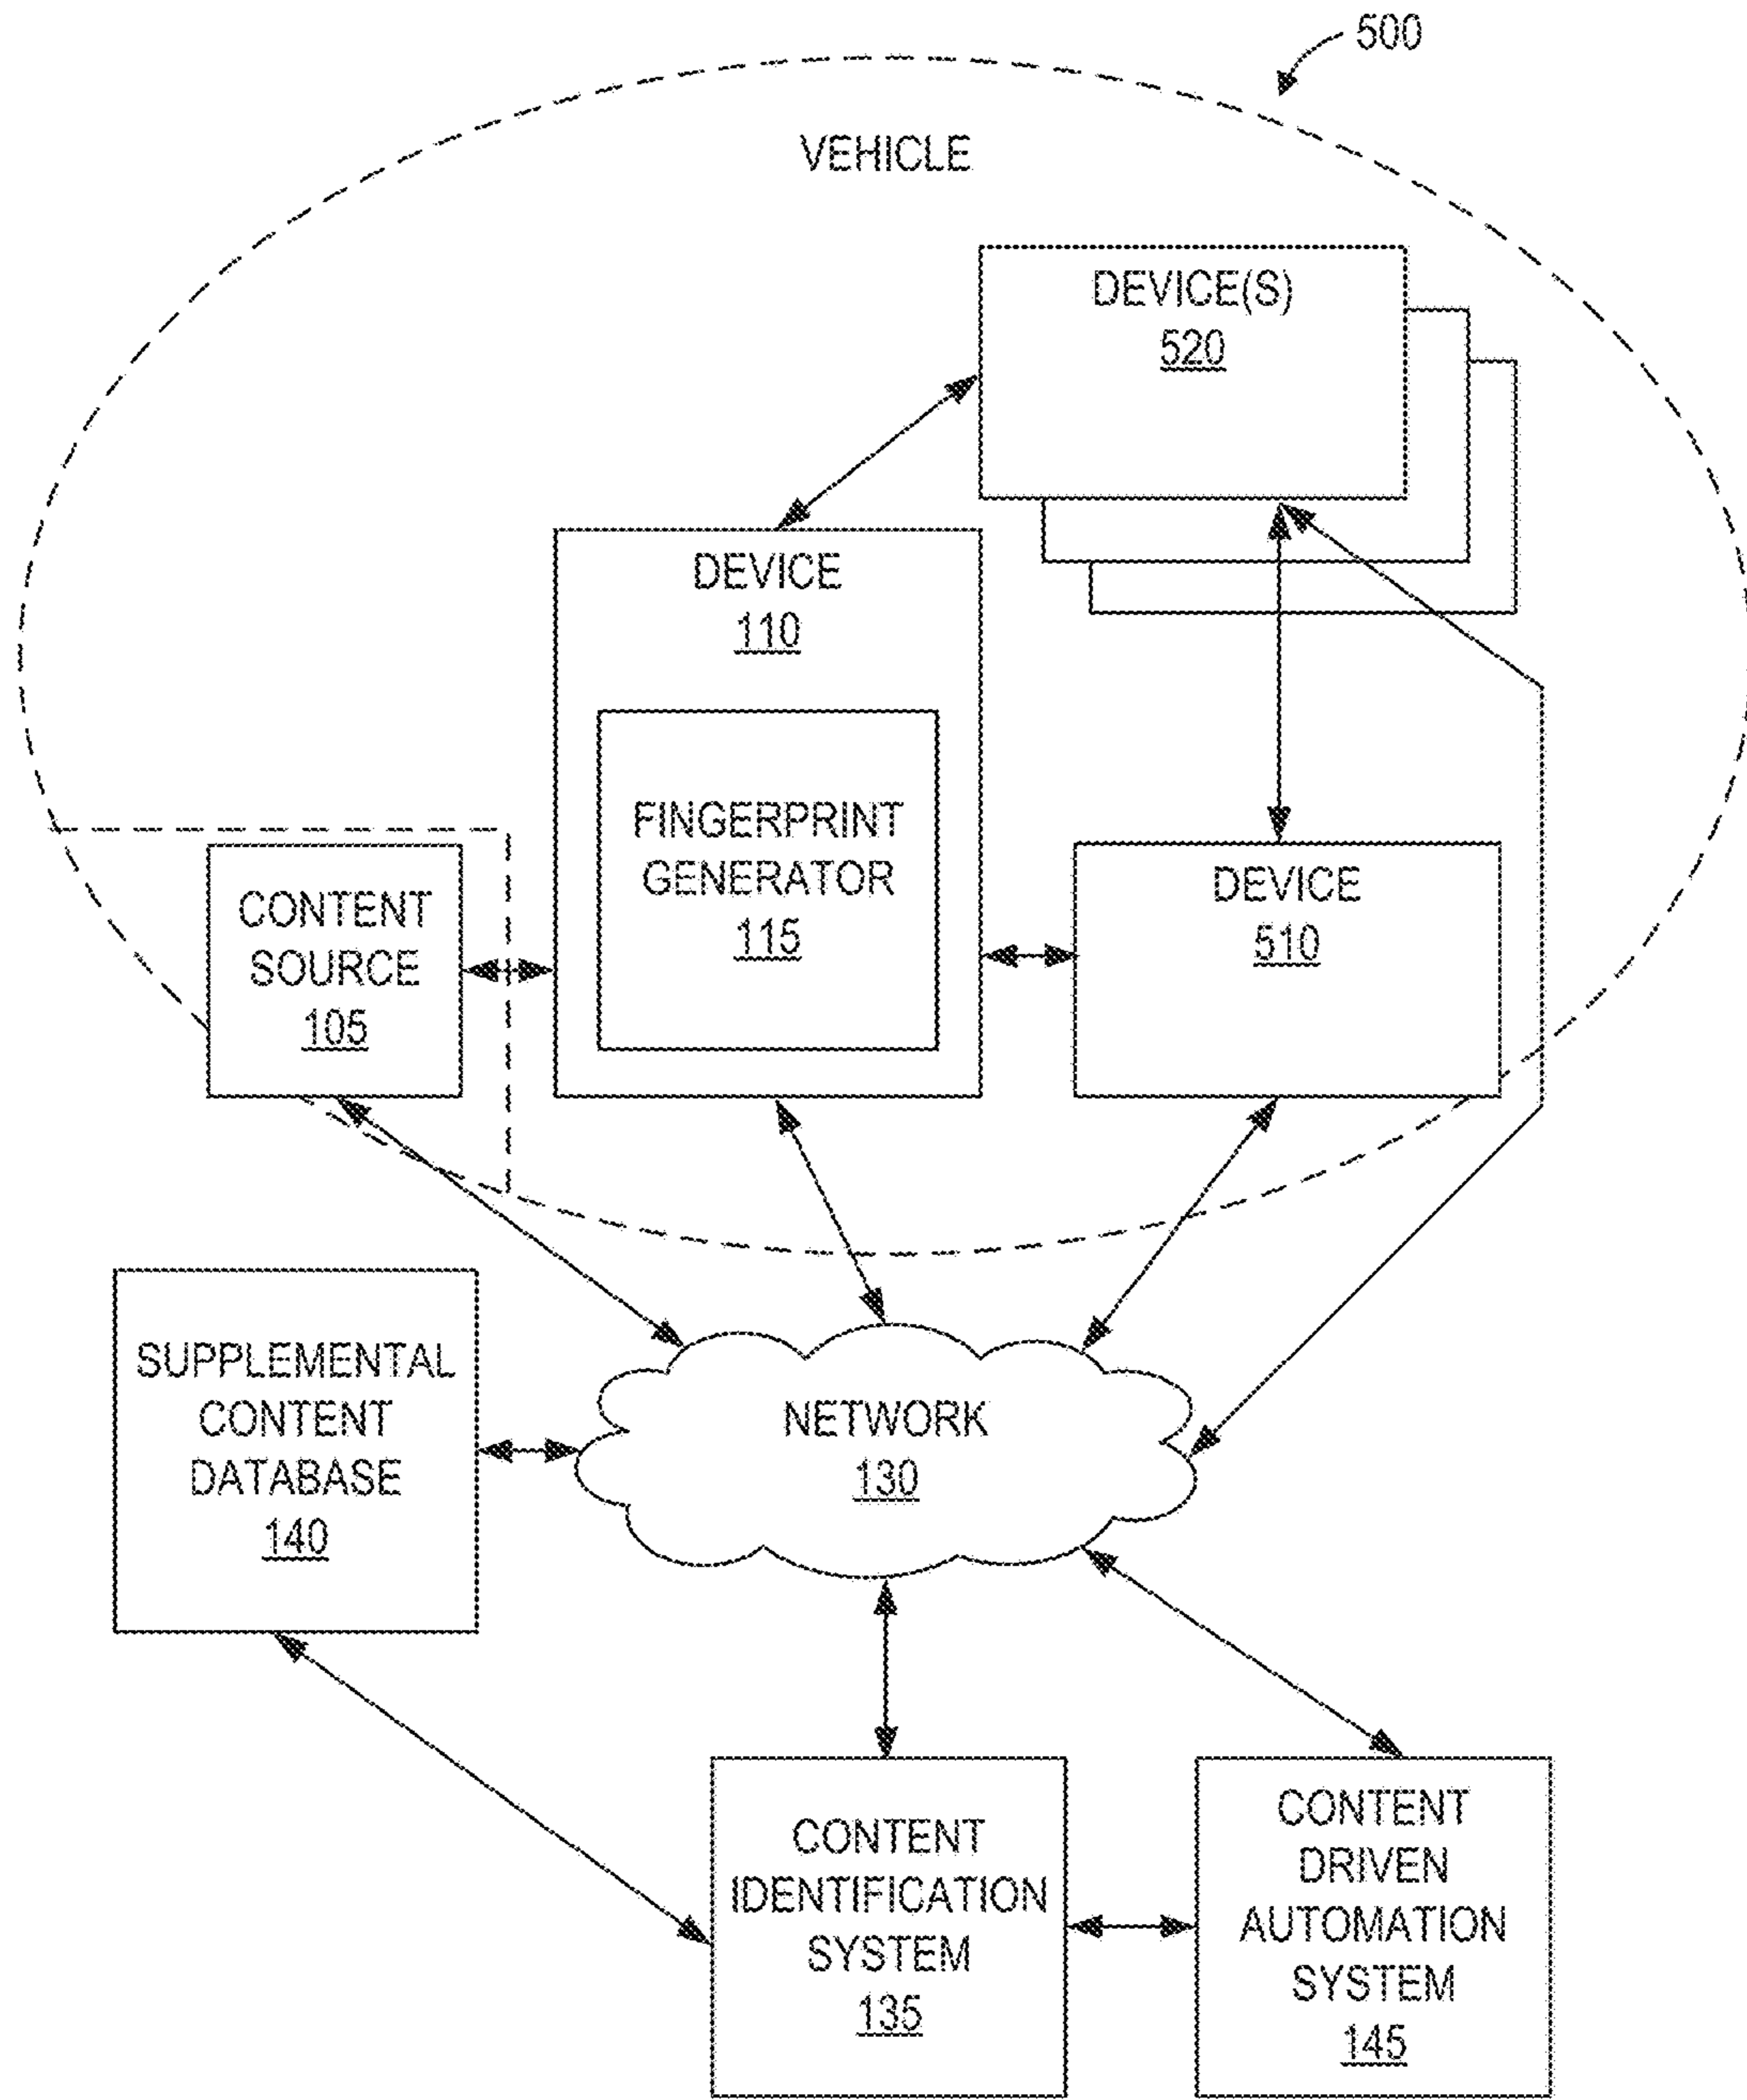 500
VEHICLE
DEVICE(S)
520
DEVICE
110
FINGERPRINT
GENERATOR
115
DEVICE
510
CONTENT
SOURCE
105
SUPPLEMENTAL
CONTENT
DATABASE
140
NETWORK
130
CONTENT
IDENTIFICATION
SYSTEM
135
CONTENT
DRIVEN
AUTOMATION
SYSTEM
145